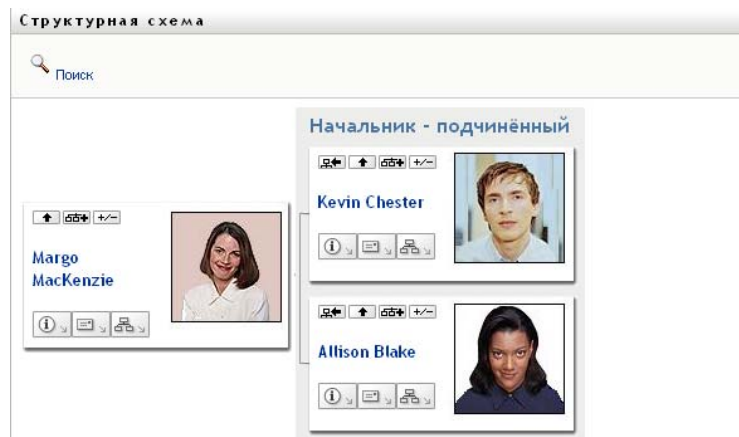 Структурная схема
Поиск
Начальник - подчинённый
Kevin Chester
Margo
MacKenzie
Allison Blake